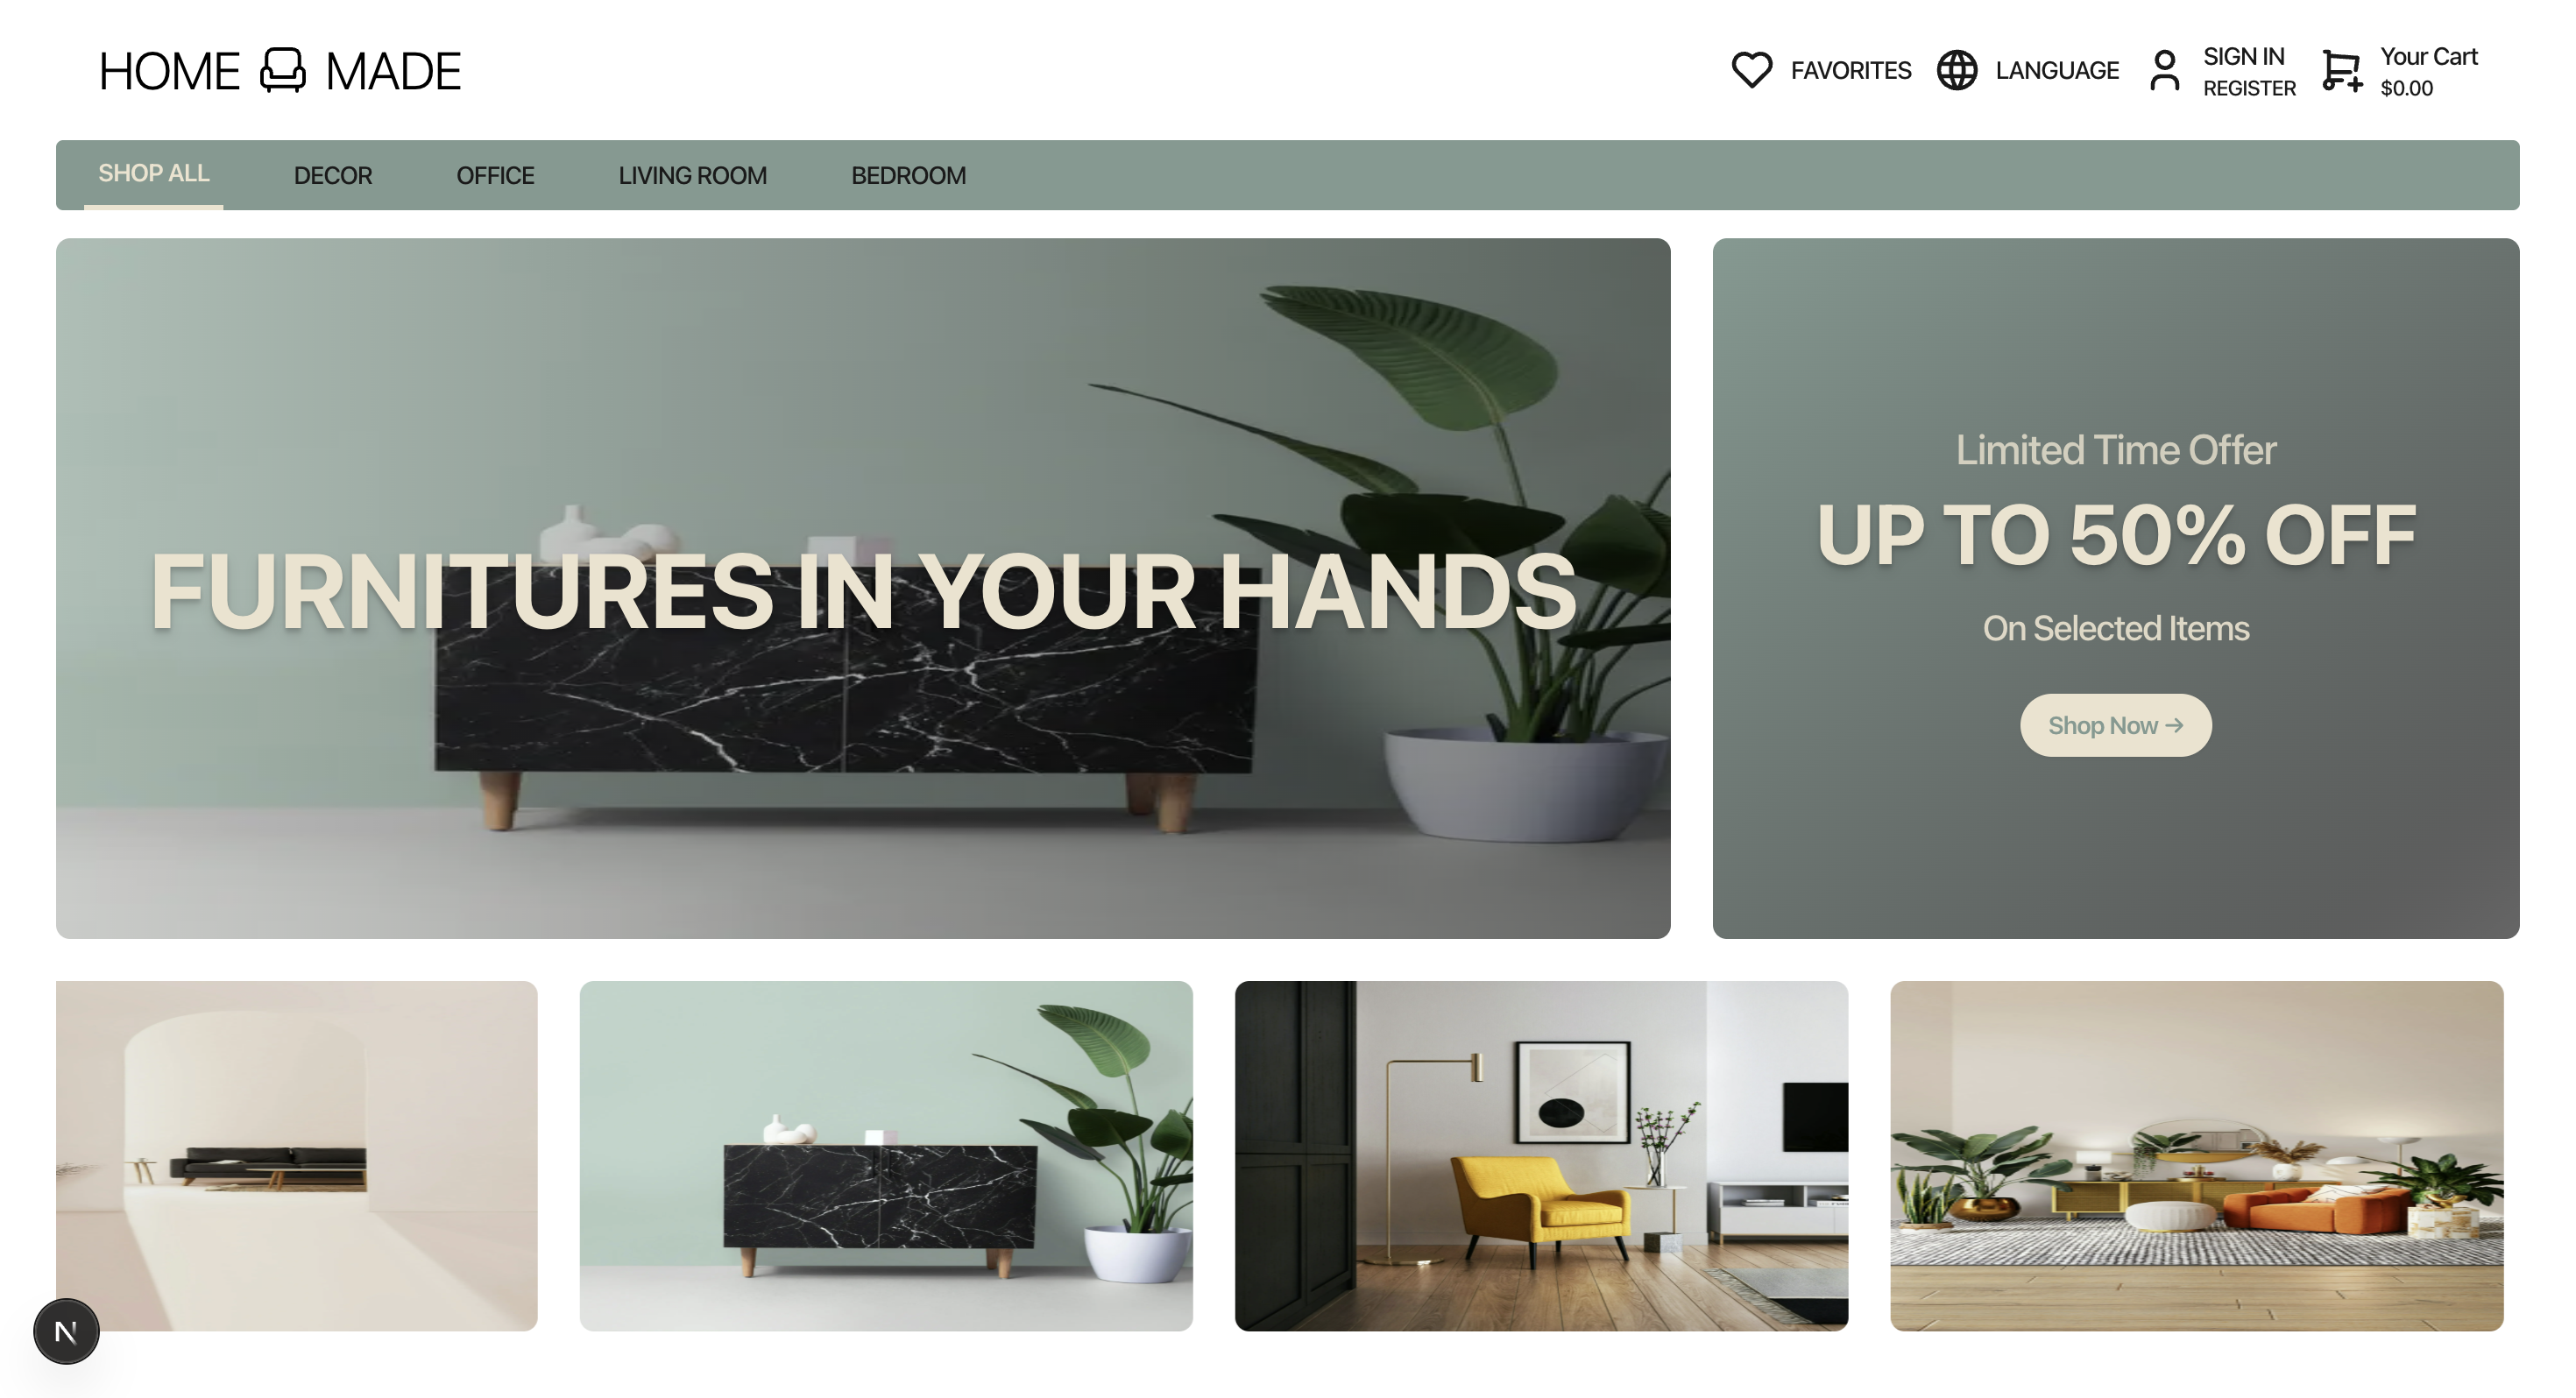 HOME MADE
FAVORITES
LANGUAGE
SIGN IN
REGISTER
Your Cart
$0.00
SHOP ALL
DECOR
OFFICE
LIVING ROOM
BEDROOM
FURNITURES IN YOUR HANDS
Limited Time Offer
UP TO 50% OFF
On Selected Items
Shop Now →
N